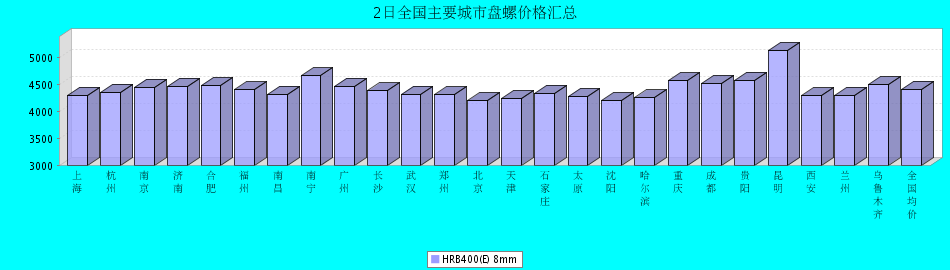 2日全国主要城市盘螺价格汇总
5000
4500
4000
3500
3000
上海
杭州
南京
济南
合肥
福州
南昌
南宁
广州
长沙
武汉
郑州
北京
天津
石家庄
太原
沈阳
哈尔滨
重庆
成都
贵阳
昆明
西安
兰州
乌鲁木齐
全国均价
HRB400(E) 8mm